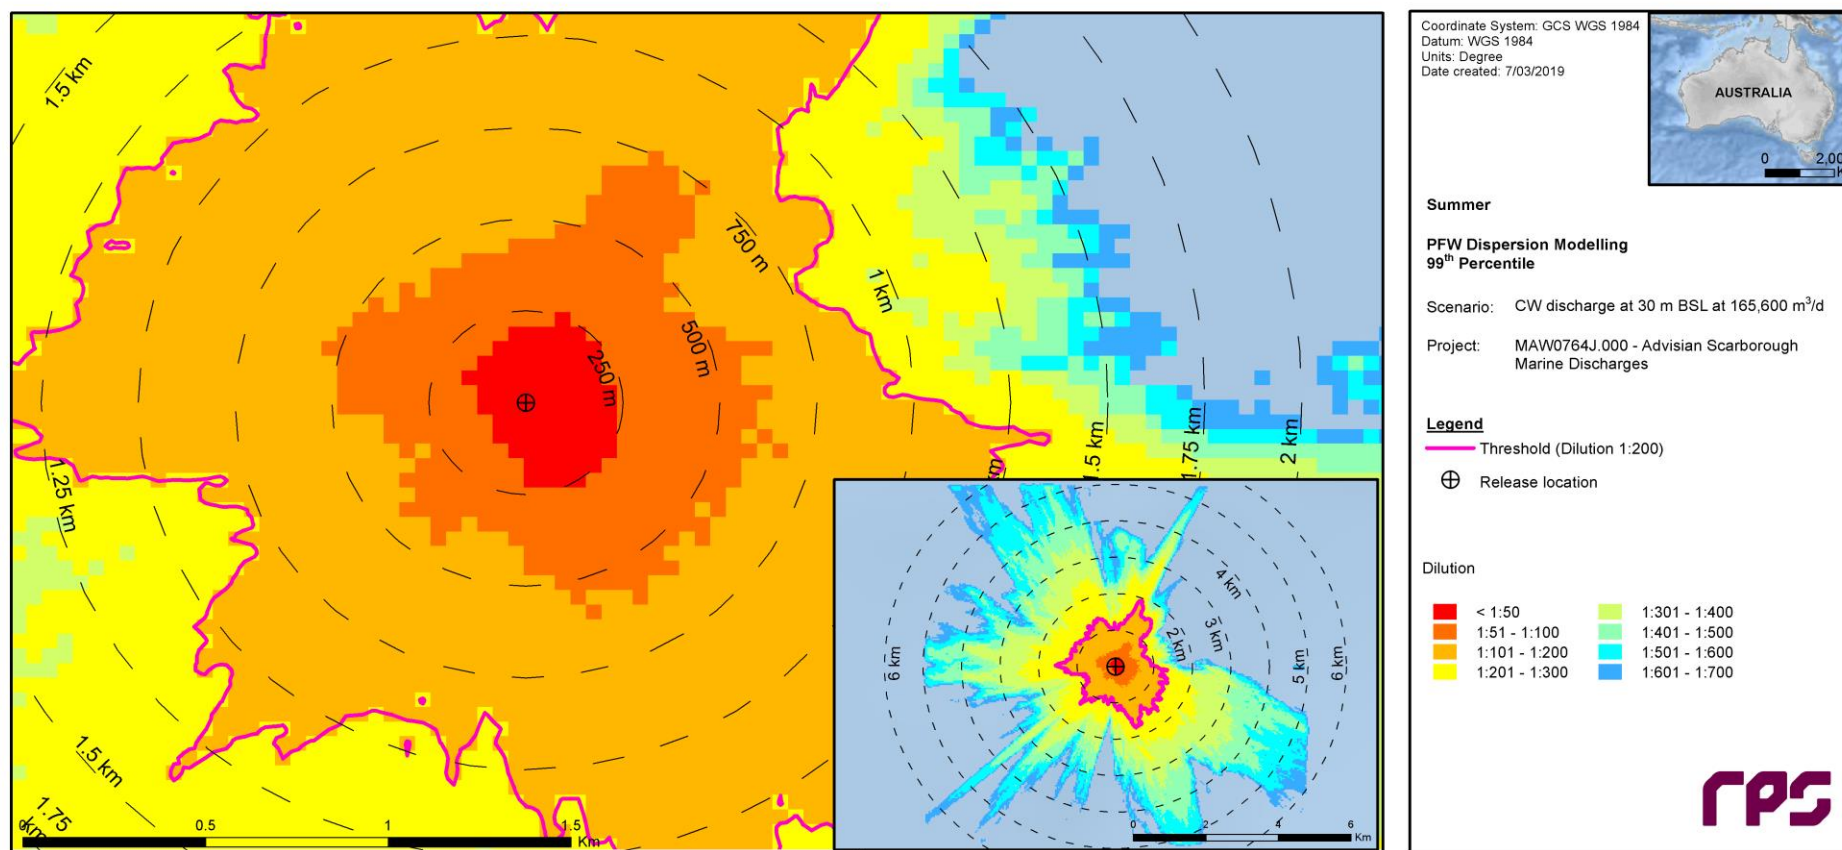 1.5 km
750 m
1 km
500 m
250 m
1.25 km
1.5 km
1.75 km
2 km
1.5 km
1.75
km
0
0.5
1
1.5
Km
4 km
3 km
2 km
6 km
5 km
6 km
0
2
4
6
Km
Coordinate System: GCS WGS 1984
Datum: WGS 1984
Units: Degree
Date created: 7/03/2019
AUSTRALIA
0
2,00
K
Summer
PFW Dispersion Modelling
99th Percentile
Scenario: CW discharge at 30 m BSL at 165,600 m³/d
Project: MAW0764J.000 - Advisian Scarborough
Marine Discharges
Legend
Threshold (Dilution 1:200)
Release location
Dilution
< 1:50
1:51 - 1:100
1:101 - 1:200
1:201 - 1:300
1:301 - 1:400
1:401 - 1:500
1:501 - 1:600
1:601 - 1:700
rps